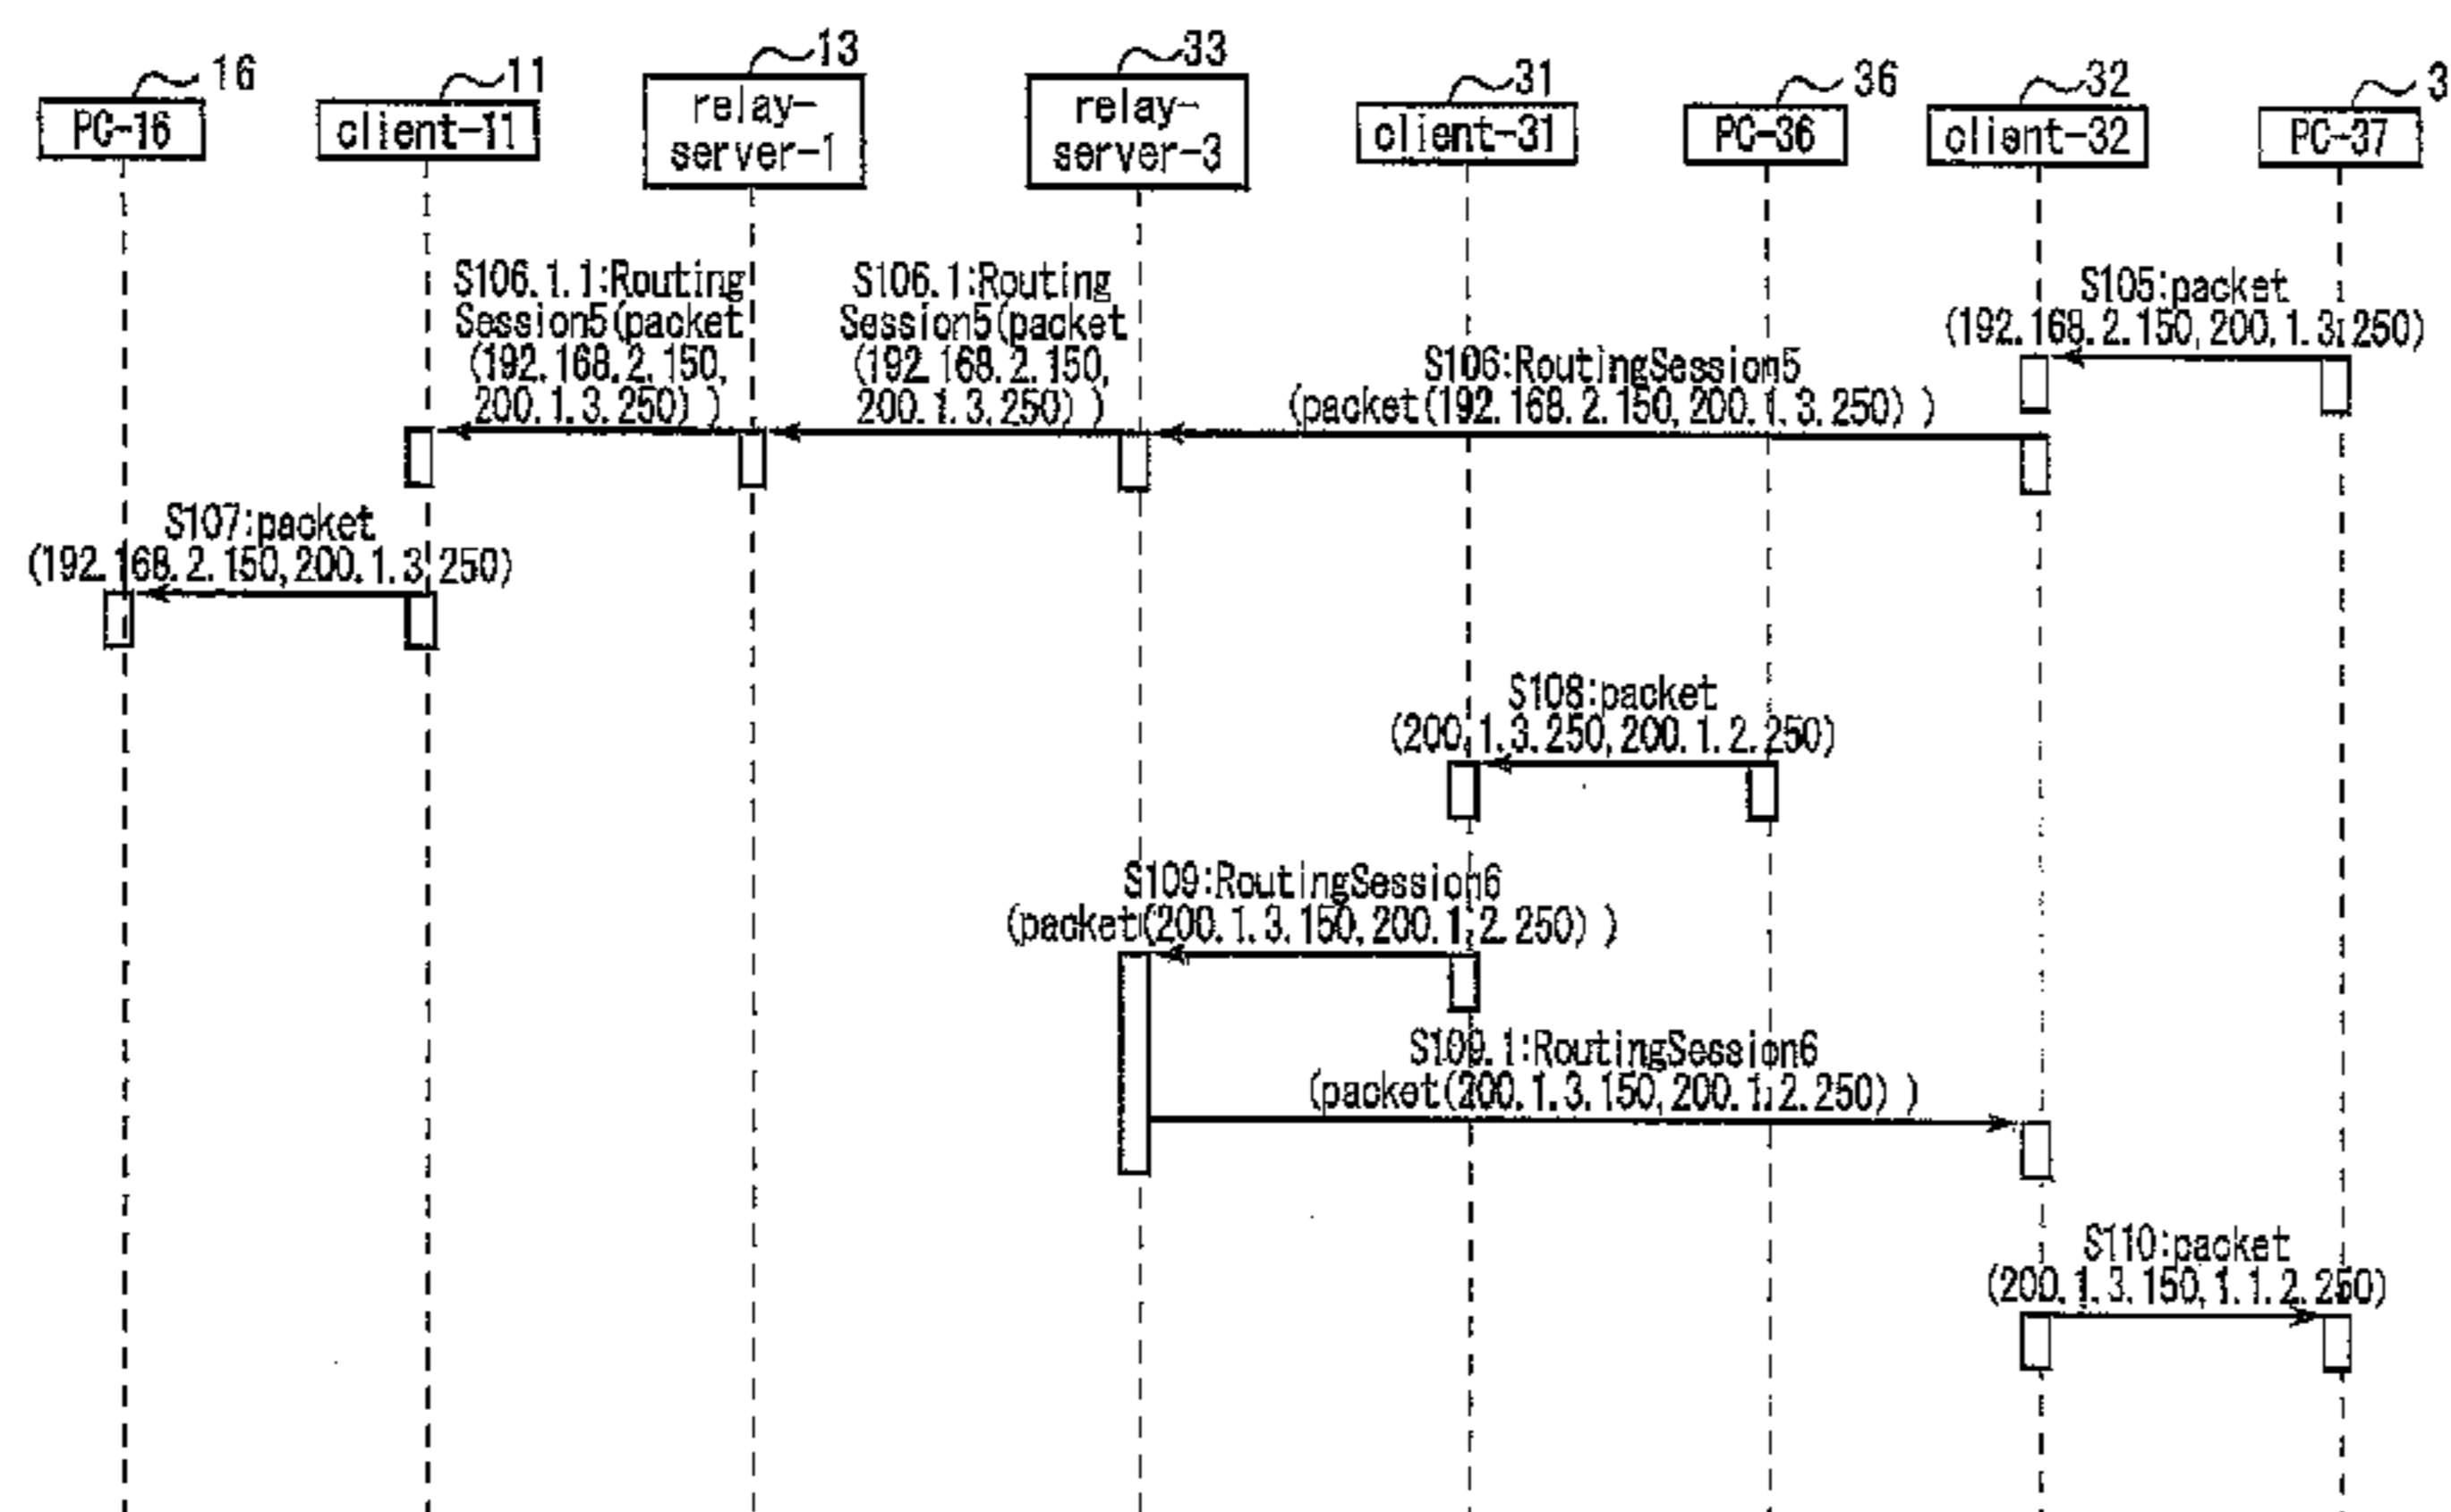 16
11
13
33
31
36
32
3
PC-16
client-11
relay-
server-1
relay-
server-3
client-31
PC-36
client-32
PC-37
S105:packet
(192.168.2.150,200.1.3.250)
S106:RoutingSession5
(packet(192.168.2.150,200.1.3.250))
S106.1:Routing
Session5(packet
(192.168.2.150,
200.1.3.250))
S106.1.1:Routing
Session5(packet
(192.168.2.150,
200.1.3.250))
S107:packet
(192.168.2.150,200.1.3.250)
S108:packet
(200.1.3.250,200.1.2.250)
S109:RoutingSession6
(packet(200.1.3.150,200.1.2.250))
S109.1:RoutingSession6
(packet(200.1.3.150,200.1.2.250))
S110:packet
(200.1.3.150,1.1.2.250)